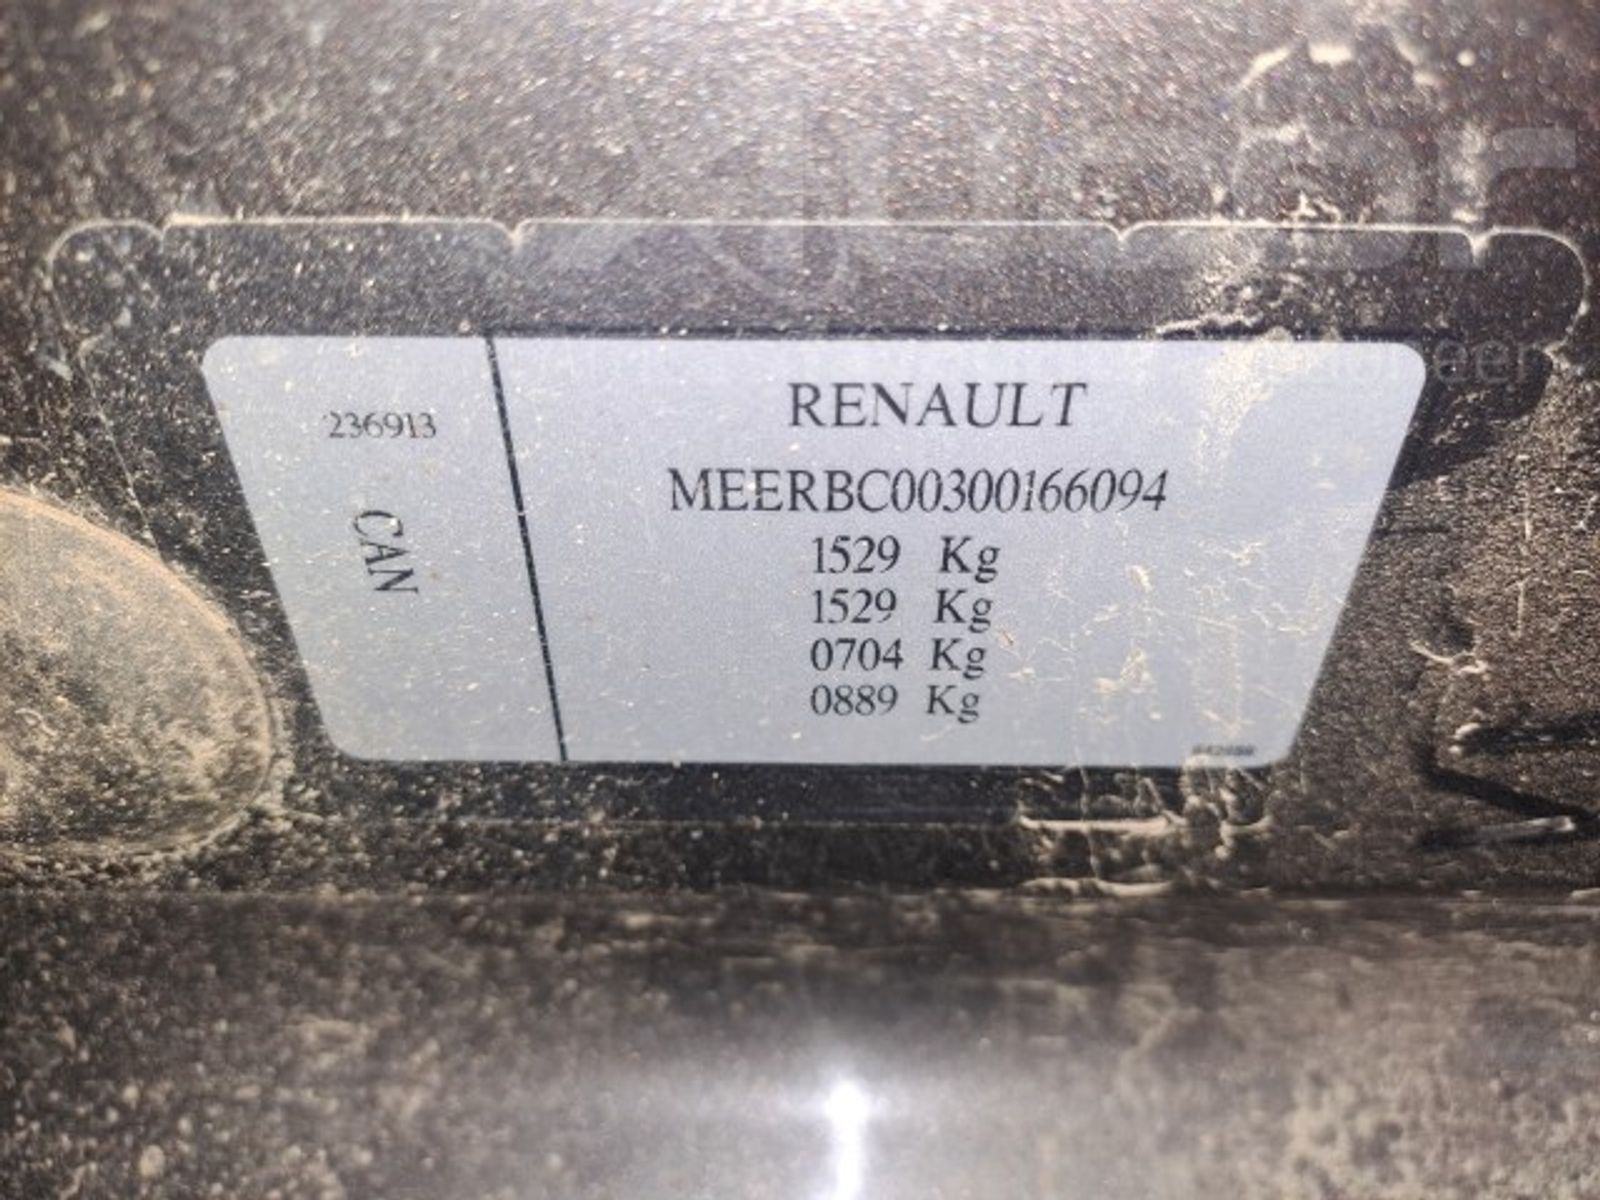 236913
CAN
RENAULT
MEERBC00300166094
1529 Kg
1529 Kg
0704 Kg
0889 Kg